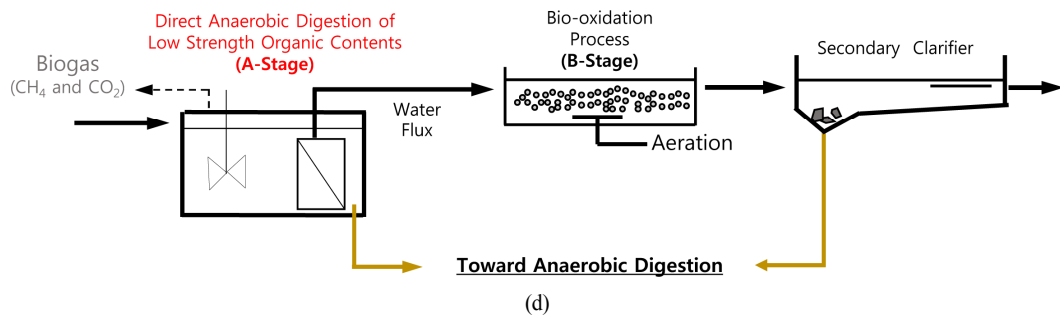 Direct Anaerobic Digestion of
Low Strength Organic Contents
(A-Stage)
Biogas
(CH4 and CO2)
Water
Flux
Bio-oxidation
Process
(B-Stage)
Aeration
Secondary Clarifier
Toward Anaerobic Digestion
(d)